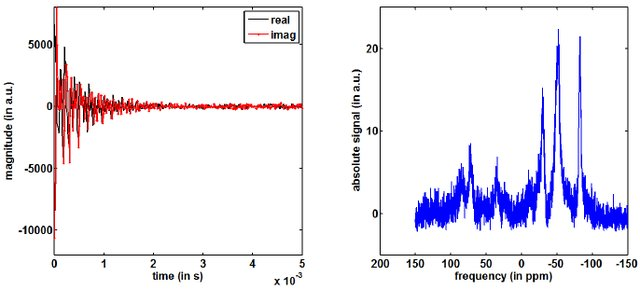 5000
0
-5000
-10000
magnitude (in a.u.)
real
imag
0 1 2 3 4 5
x 10⁻³
time (in s)
20
10
0
absolute signal (in a.u.)
200 150 100 50 0 -50 -100 -150
frequency (in ppm)